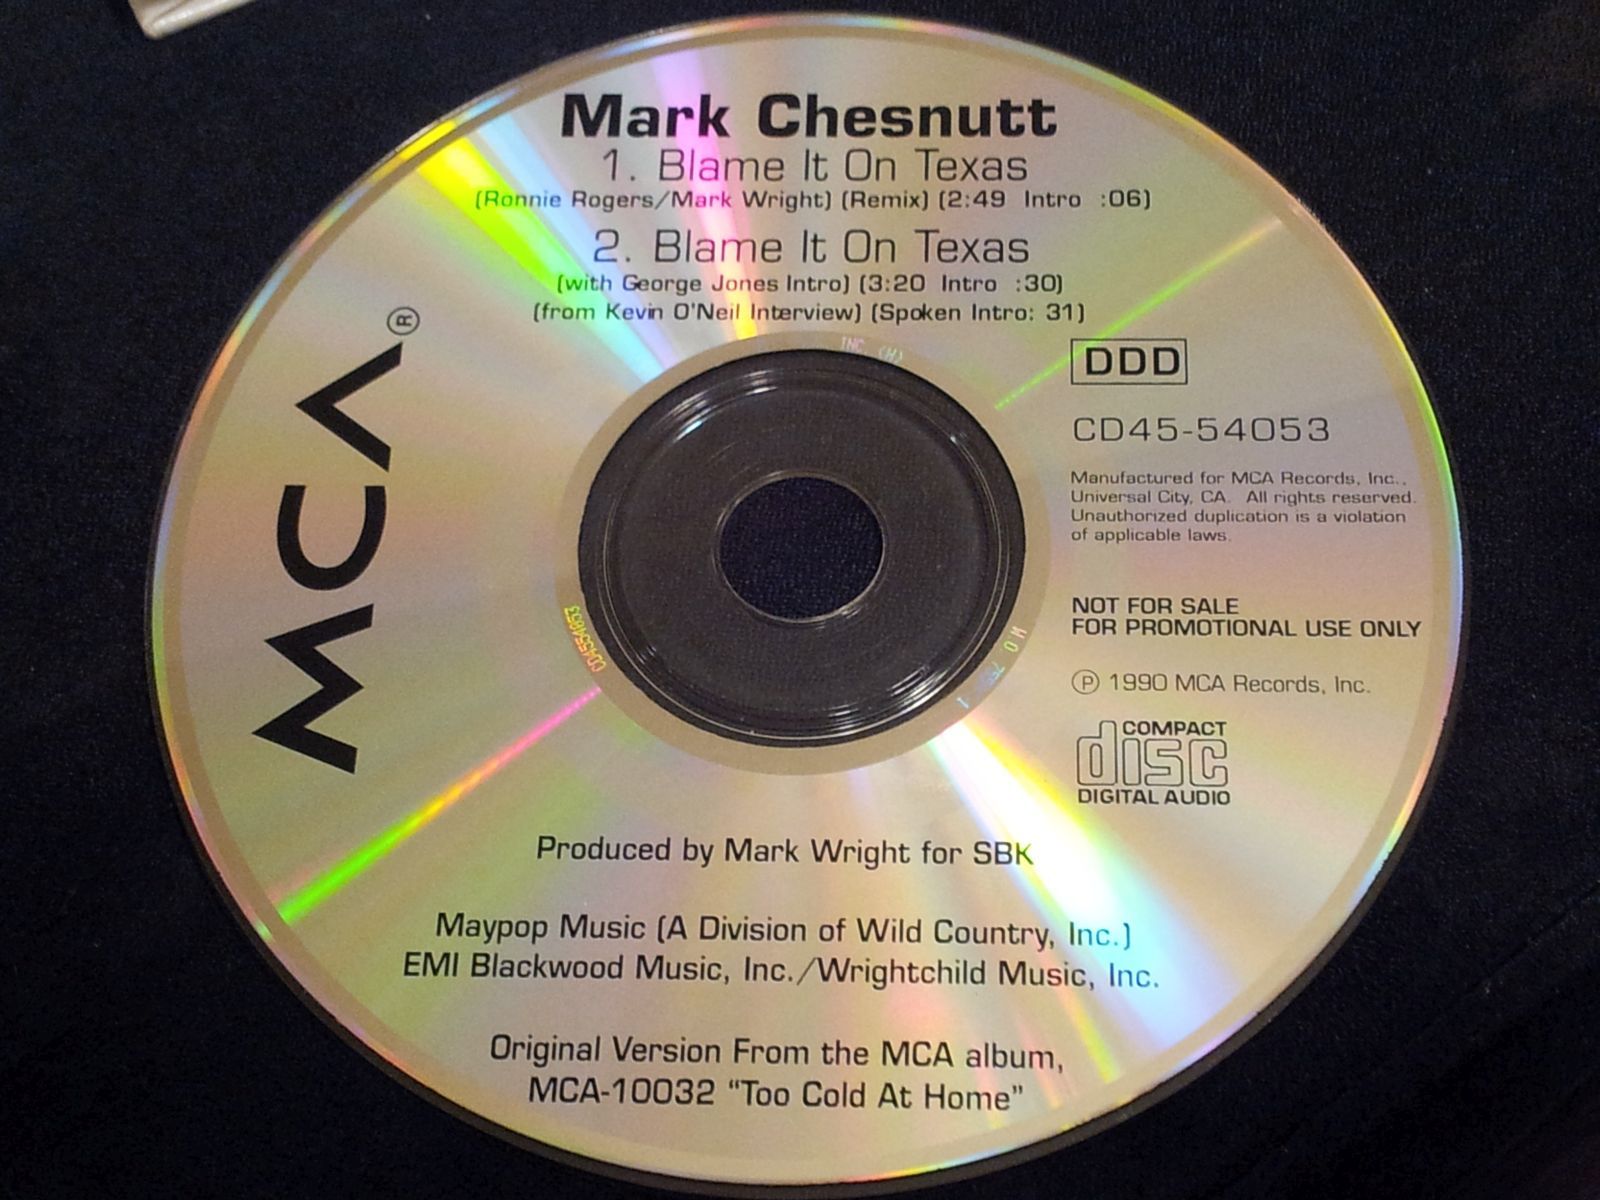 Mark Chesnutt
1. Blame It On Texas
(Ronnie Rogers/Mark Wright) (Remix) (2:49 Intro :06)
2. Blame It On Texas
(with George Jones Intro) (3:20 Intro :30)
(from Kevin O'Neil Interview) (Spoken Intro: 31)
MCA®
DDD
CD45-54053
Manufactured for MCA Records, Inc.,
Universal City, CA. All rights reserved.
Unauthorized duplication is a violation
of applicable laws.
NOT FOR SALE
FOR PROMOTIONAL USE ONLY
℗ 1990 MCA Records, Inc.
COMPACT
disc
DIGITAL AUDIO
Produced by Mark Wright for SBK
Maypop Music (A Division of Wild Country, Inc.)
EMI Blackwood Music, Inc./Wrightchild Music, Inc.
Original Version From the MCA album,
MCA-10032 “Too Cold At Home”
CD4554053
INC. (H)